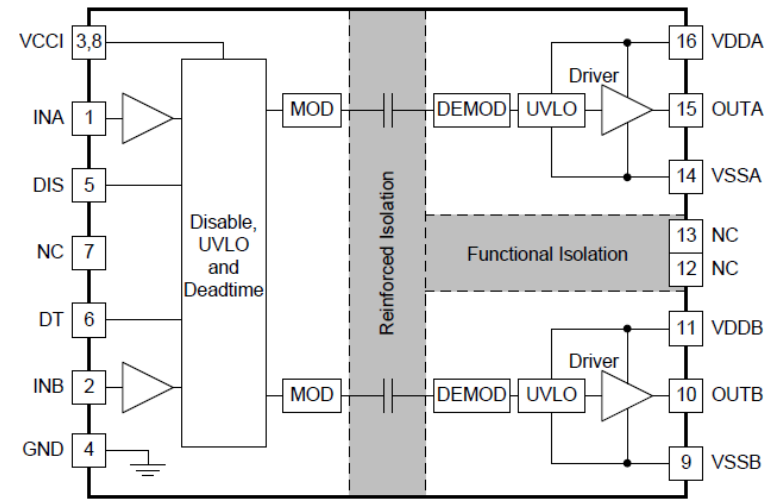 VCCI 3,8
INA 1
DIS 5
NC 7
DT 6
INB 2
GND 4
Disable,
UVLO
and
Deadtime
MOD
MOD
Reinforced Isolation
DEMOD UVLO
Driver
16 VDDA
15 OUTA
14 VSSA
Functional Isolation
13 NC
12 NC
DEMOD UVLO
Driver
11 VDDB
10 OUTB
9 VSSB